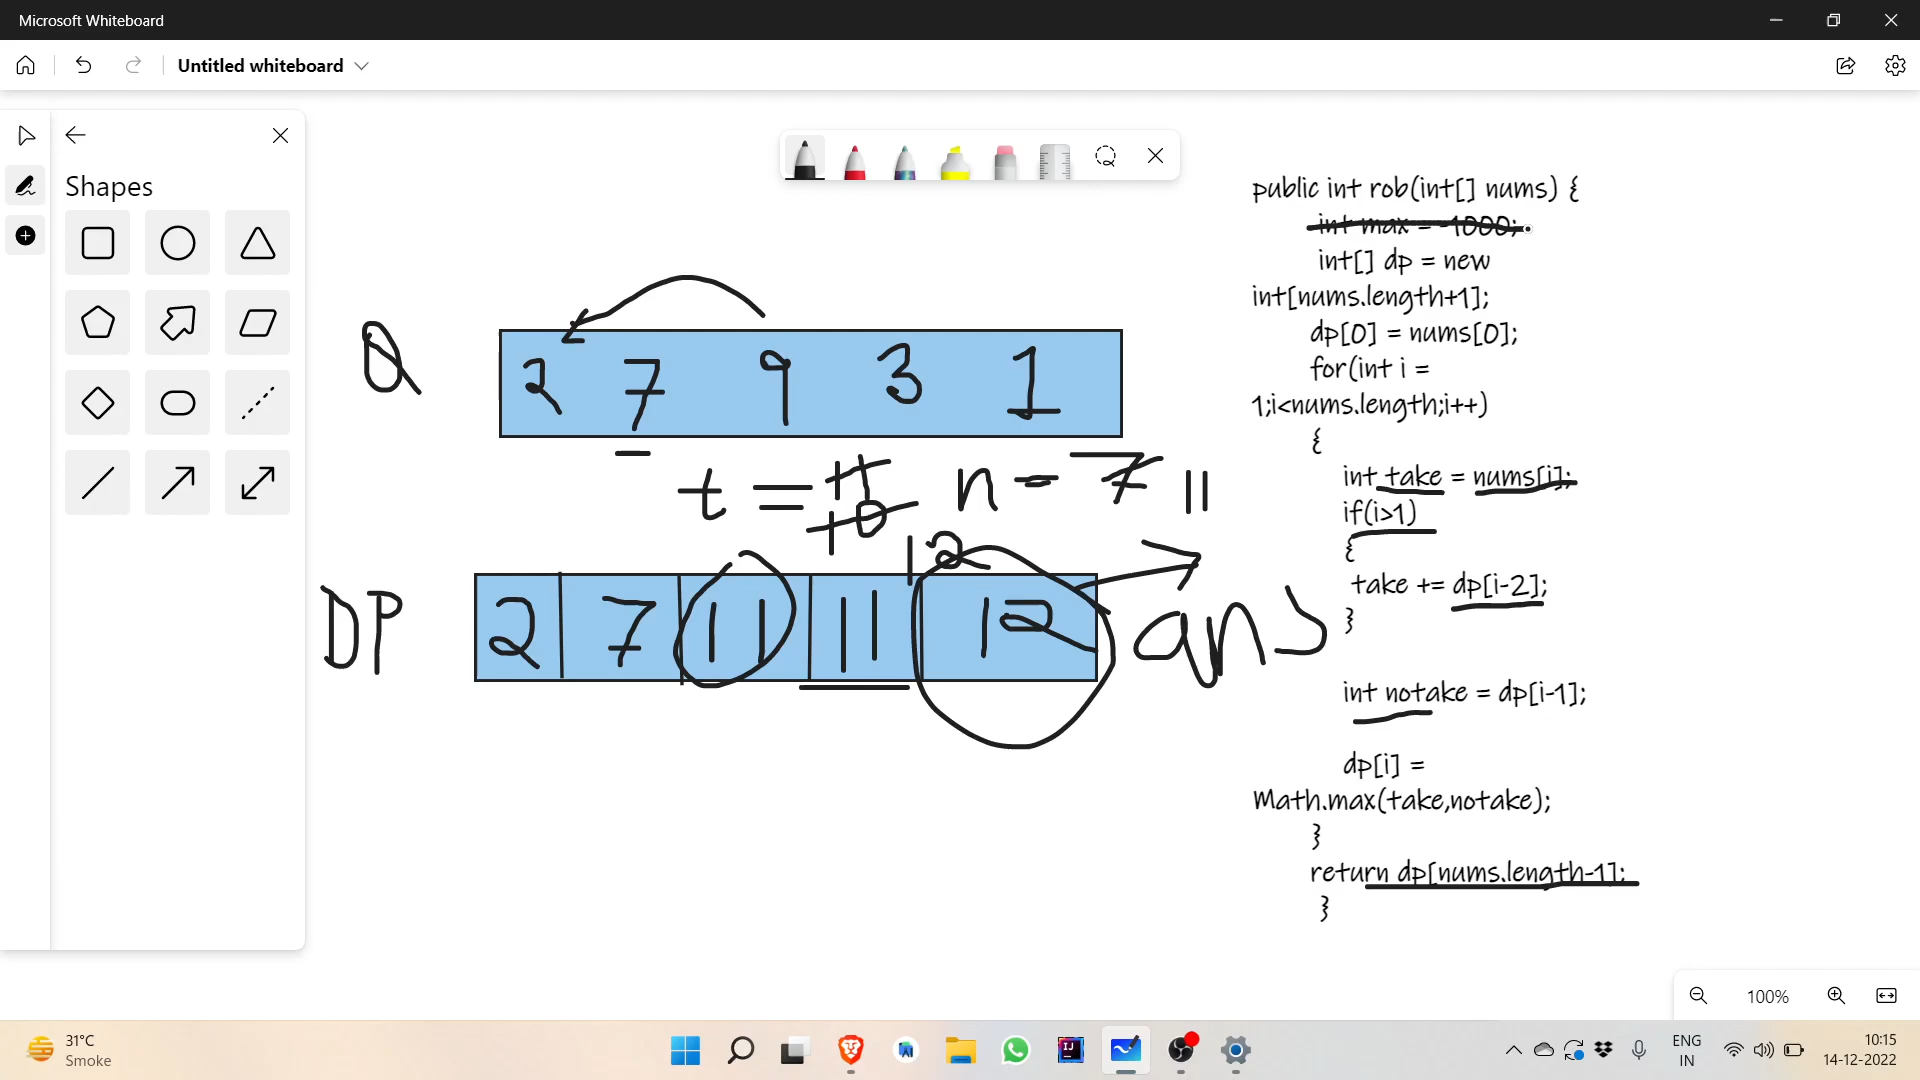 Microsoft Whiteboard
Untitled whiteboard
Shapes
public int rob(int[] nums) {
int max = -1000;
int[] dp = new
int[nums.length+1];
dp[0] = nums[0];
for(int i =
1;i<nums.length;i++)
{
int take = nums[i];
if(i>1)
{
take += dp[i-2];
}
int notake = dp[i-1];
dp[i] =
Math.max(take,notake);
}
return dp[nums.length-1];
}
2 7 9 3 1
t = 11 n = 7 11
10
12
DP 2 7 11 11 12 ans
100%
31°C
Smoke
ENG
IN
10:15
14-12-2022